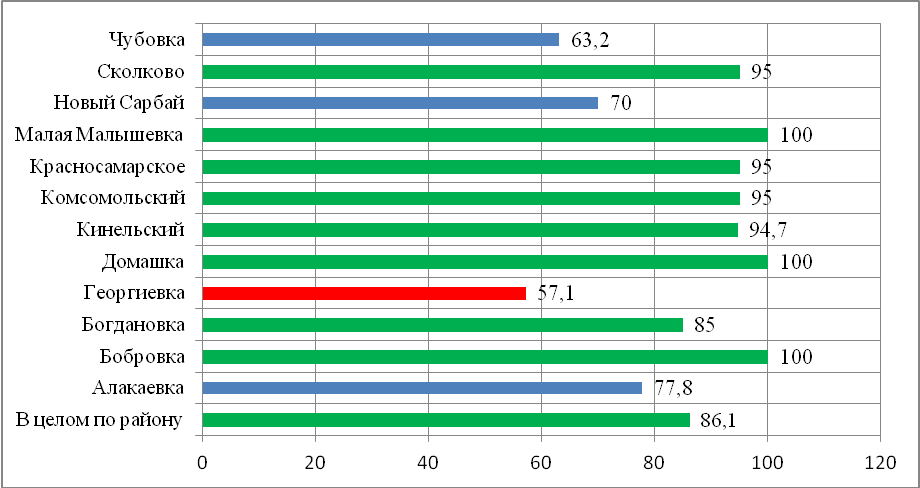 Чубовка 63,2
Сколково 95
Новый Сарбай 70
Малая Малышевка 100
Красносамарское 95
Комсомольский 95
Кинельский 94,7
Домашка 100
Георгиевка 57,1
Богдановка 85
Бобровка 100
Алакаевка 77,8
В целом по району 86,1
0 20 40 60 80 100 120